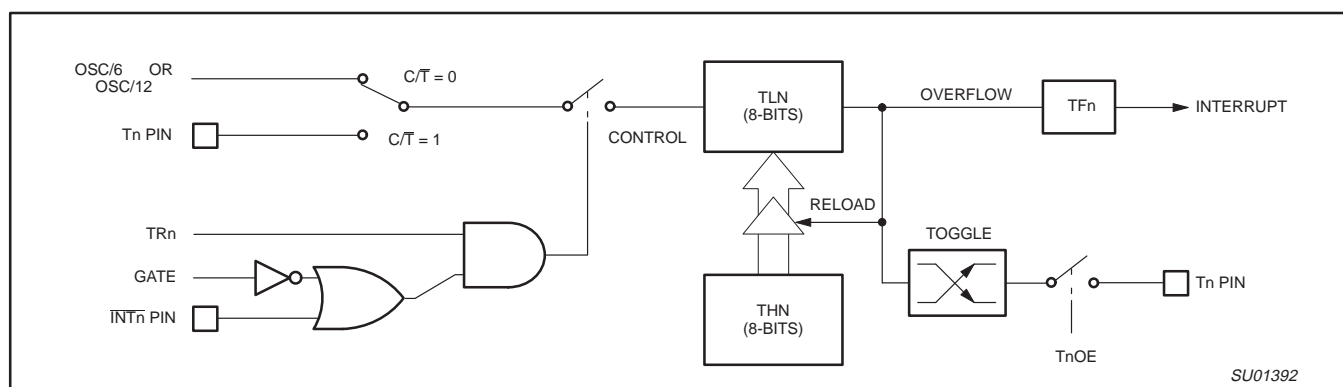 OSC/6 OR
OSC/12
C/T̅ = 0
Tn PIN
C/T̅ = 1
CONTROL
TLN
(8-BITS)
OVERFLOW
TFn
INTERRUPT
RELOAD
TRn
GATE
I̅N̅T̅n̅ PIN
THN
(8-BITS)
TOGGLE
Tn PIN
TnOE
SU01392